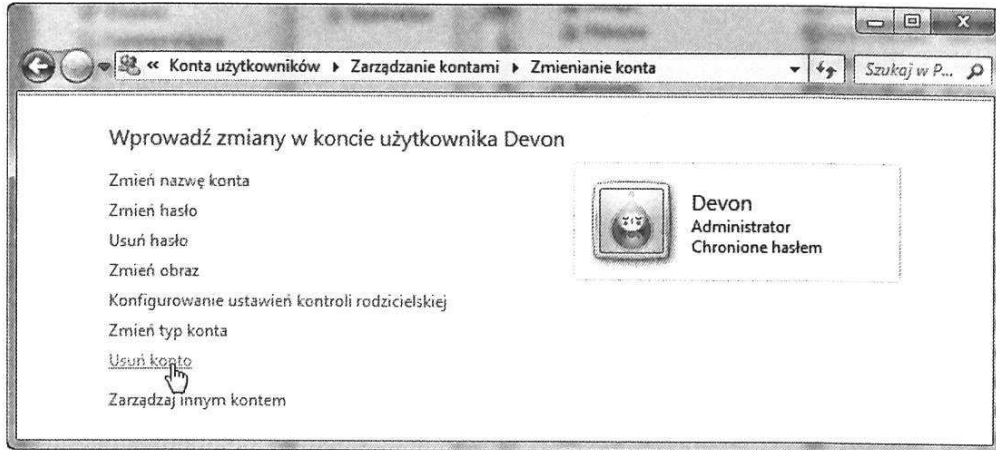 « Konta użytkowników ▸ Zarządzanie kontami ▸ Zmienianie konta
Szukaj w P...
Wprowadź zmiany w koncie użytkownika Devon
Zmień nazwę konta
Zmień hasło
Usuń hasło
Zmień obraz
Konfigurowanie ustawień kontroli rodzicielskiej
Zmień typ konta
Usuń konto
Zarządzaj innym kontem
Devon
Administrator
Chronione hasłem